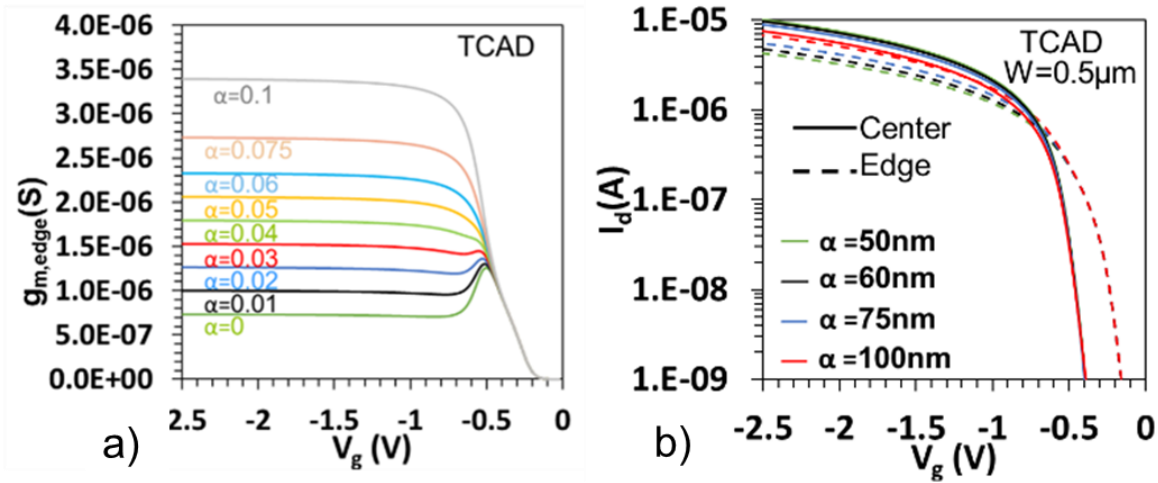 4.0E-06
3.5E-06
3.0E-06
2.5E-06
2.0E-06
1.5E-06
1.0E-06
5.0E-07
0.0E+00
gm,edge(S)
TCAD
α=0.1
α=0.075
α=0.06
α=0.05
α=0.04
α=0.03
α=0.02
α=0.01
α=0
2.5 -2 -1.5 -1 -0.5 0
a) Vg (V)
1.E-05
1.E-06
1.E-07
1.E-08
1.E-09
Id(A)
TCAD
W=0.5µm
Center
Edge
α =50nm
α =60nm
α =75nm
α =100nm
-2.5 -2 -1.5 -1 -0.5 0
b) Vg (V)